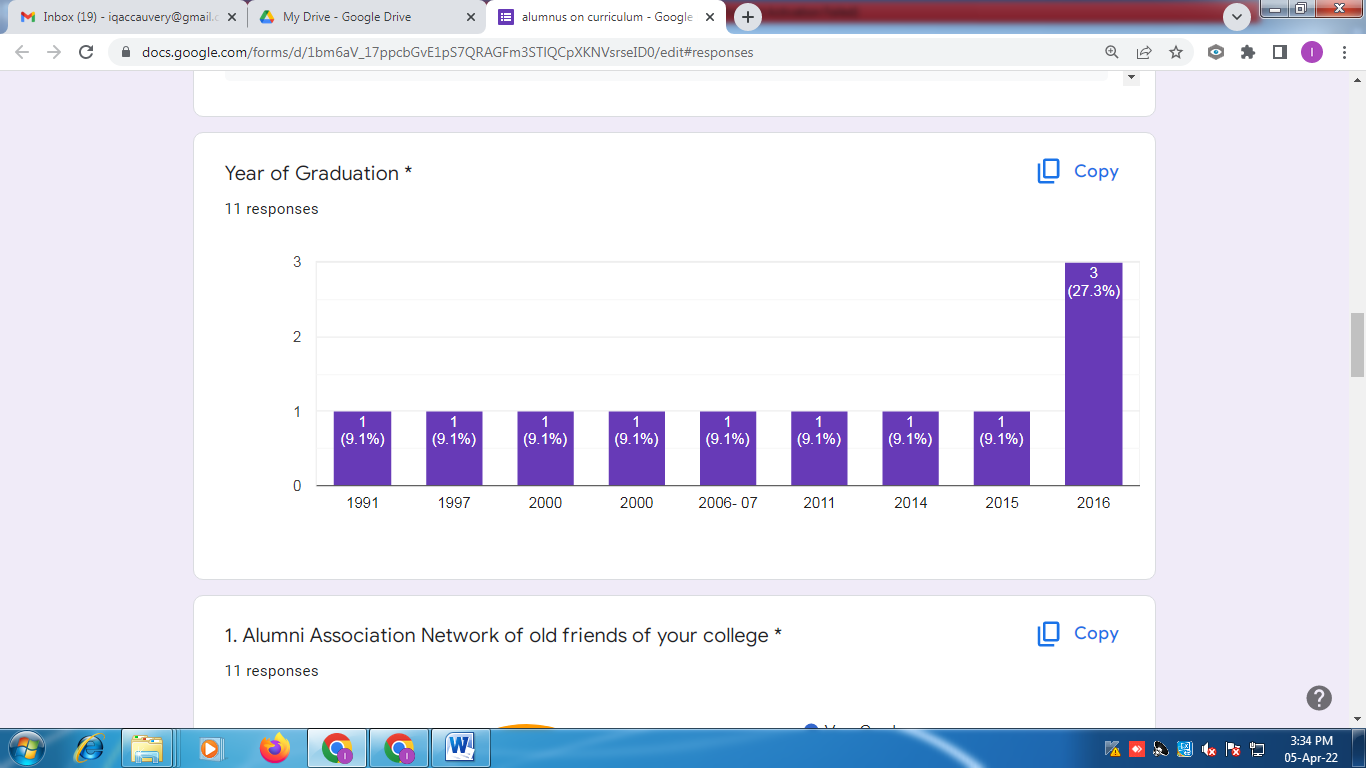 Inbox (19) - iqaccauvery@gmail.c
My Drive - Google Drive
alumnus on curriculum - Google
docs.google.com/forms/d/1bm6aV_17ppcbGvE1pS7QRAGFm3STlQCpXKNVsrseID0/edit#responses
I
Year of Graduation *
Copy
11 responses
3
2
1
0
1
(9.1%)
1
(9.1%)
1
(9.1%)
1
(9.1%)
1
(9.1%)
1
(9.1%)
1
(9.1%)
1
(9.1%)
3
(27.3%)
1991
1997
2000
2000
2006- 07
2011
2014
2015
2016
1. Alumni Association Network of old friends of your college *
Copy
11 responses
3:34 PM
05-Apr-22